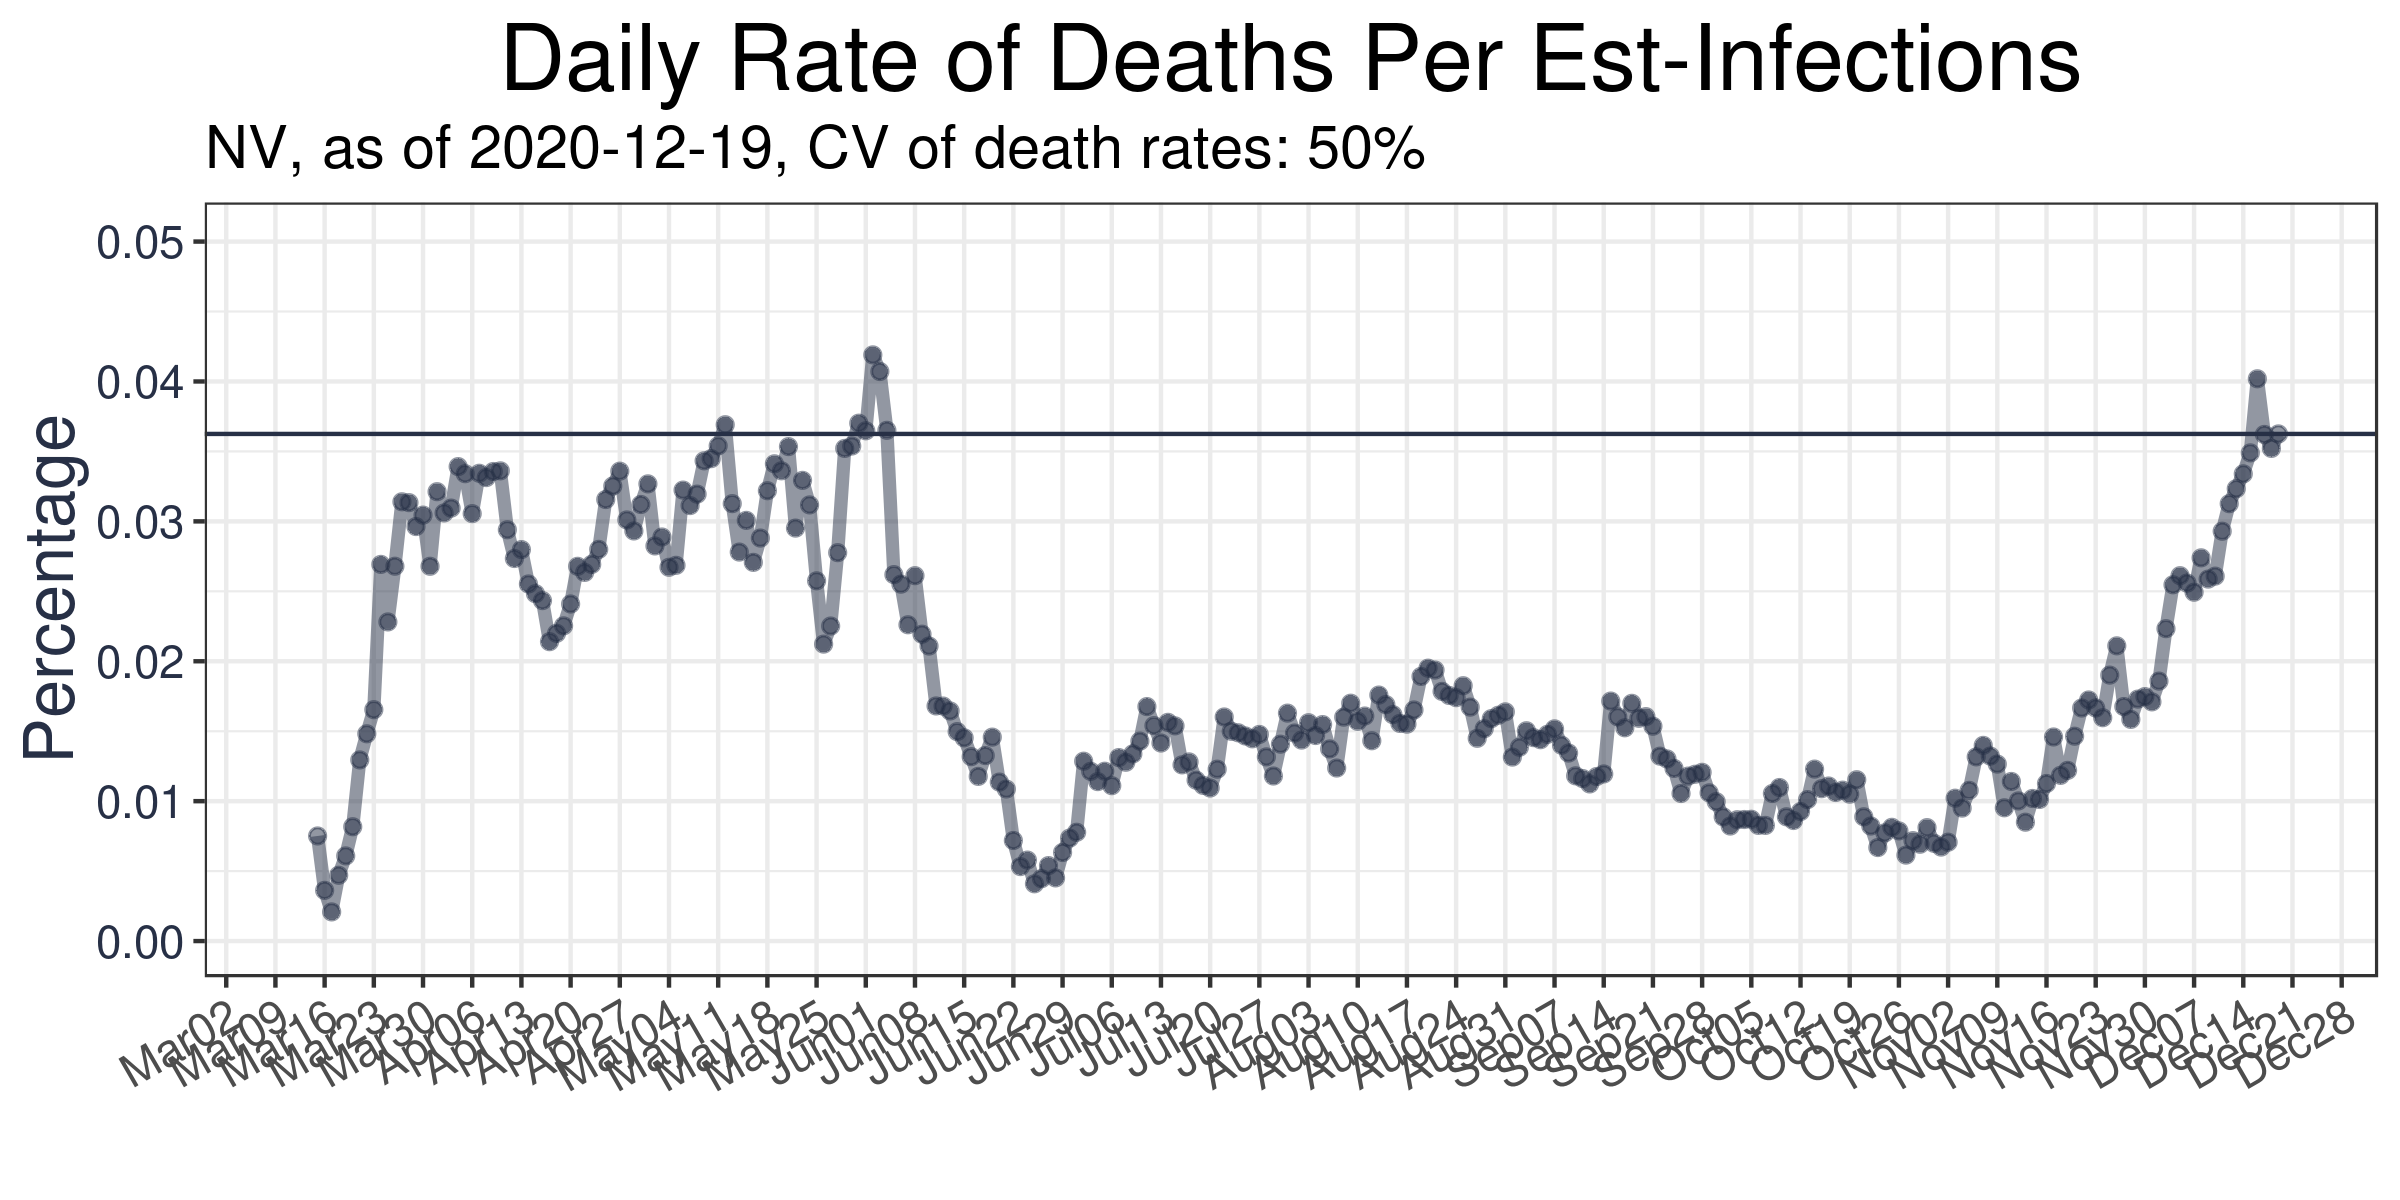 Daily Rate of Deaths Per Est-Infections
NV, as of 2020-12-19, CV of death rates: 50%
Percentage
0.05
0.04
0.03
0.02
0.01
0.00
Mar02 Mar09 Mar16 Mar23 Mar30 Apr06 Apr13 Apr20 Apr27 May04 May11 May18 May25 Jun01 Jun08 Jun15 Jun22 Jun29 Jul06 Jul13 Jul20 Jul27 Aug03 Aug10 Aug17 Aug24 Aug31 Sep07 Sep14 Sep21 Sep28 Oct05 Oct12 Oct19 Oct26 Nov02 Nov09 Nov16 Nov23 Nov30 Dec07 Dec14 Dec21 Dec28